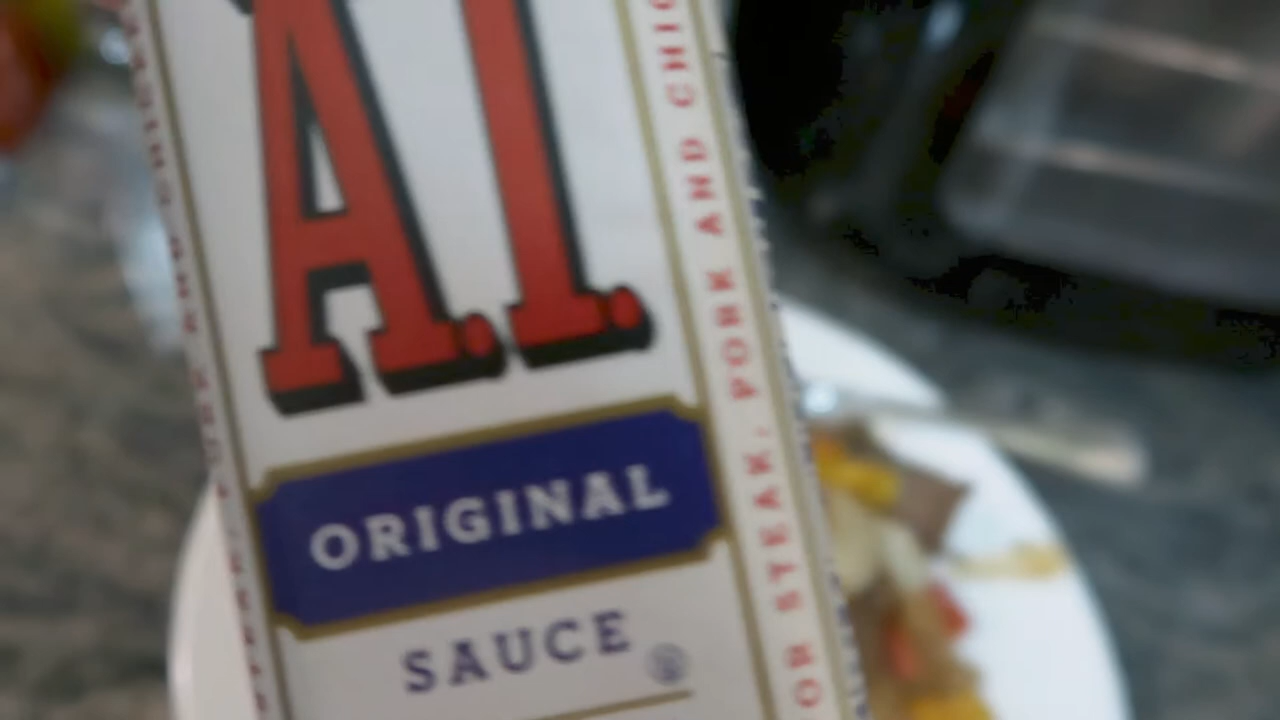 A.1.
ORIGINAL
SAUCE ®
OR STEAK, PORK AND CHIC